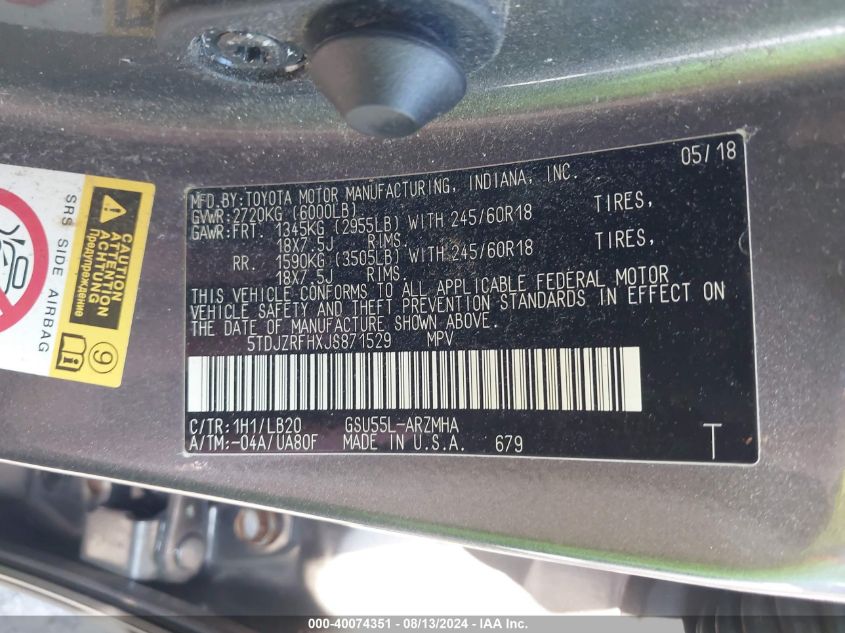 05/18
MFD.BY:TOYOTA MOTOR MANUFACTURING, INDIANA, INC.
GVWR:2720KG (6000LB)
GAWR:FRT. 1345KG (2955LB) WITH 245/60R18 TIRES,
18X7.5J RIMS.
RR. 1590KG (3505LB) WITH 245/60R18 TIRES,
18X7.5J RIMS.
THIS VEHICLE CONFORMS TO ALL APPLICABLE FEDERAL MOTOR
VEHICLE SAFETY AND THEFT PREVENTION STANDARDS IN EFFECT ON
THE DATE OF MANUFACTURE SHOWN ABOVE.
5TDJZRFHXJS871529 MPV
C/TR:1H1/LB20 GSU55L-ARZMHA
A/TM:-04A/UA80F MADE IN U.S.A. 679
T
SRS SIDE AIRBAG
CAUTION
ATTENTION
ACHTUNG
Предупреждение
9
000-40074351 - 08/13/2024 - IAA Inc.